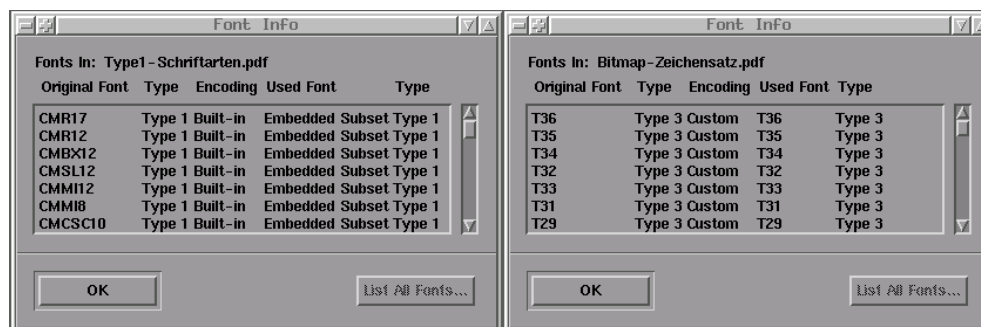 Font Info
Fonts In: Type1-Schriftarten.pdf
Original Font Type Encoding Used Font Type
CMR17 Type 1 Built-in Embedded Subset Type 1
CMR12 Type 1 Built-in Embedded Subset Type 1
CMBX12 Type 1 Built-in Embedded Subset Type 1
CMSL12 Type 1 Built-in Embedded Subset Type 1
CMMI12 Type 1 Built-in Embedded Subset Type 1
CMMI8 Type 1 Built-in Embedded Subset Type 1
CMCSC10 Type 1 Built-in Embedded Subset Type 1
OK List All Fonts...
Font Info
Fonts In: Bitmap-Zeichensatz.pdf
Original Font Type Encoding Used Font Type
T36 Type 3 Custom T36 Type 3
T35 Type 3 Custom T35 Type 3
T34 Type 3 Custom T34 Type 3
T32 Type 3 Custom T32 Type 3
T33 Type 3 Custom T33 Type 3
T31 Type 3 Custom T31 Type 3
T29 Type 3 Custom T29 Type 3
OK List All Fonts...